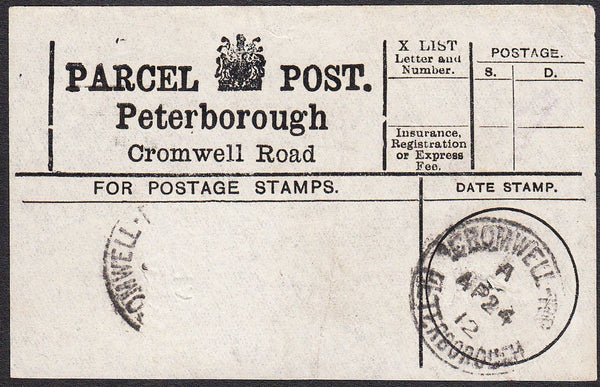 PARCEL POST.
Peterborough
Cromwell Road
X LIST
Letter and
Number.
POSTAGE.
S. D.
Insurance,
Registration
or Express
Fee.
FOR POSTAGE STAMPS.
DATE STAMP.
OMWELL
CROMWELL
A
AP 24
12